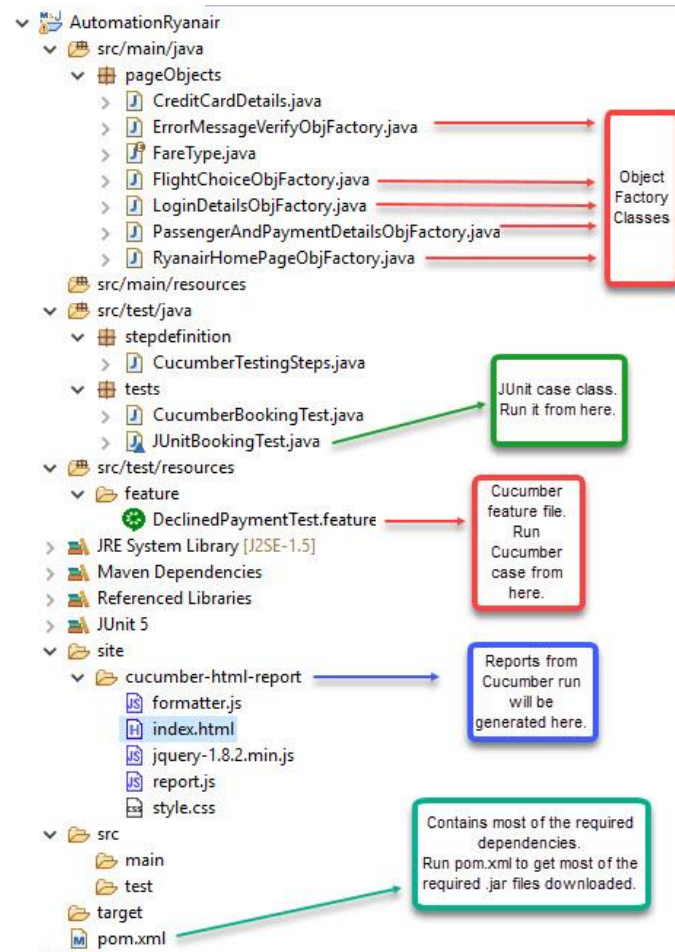 AutomationRyanair
src/main/java
pageObjects
CreditCardDetails.java
ErrorMessageVerifyObjFactory.java
FareType.java
FlightChoiceObjFactory.java
LoginDetailsObjFactory.java
PassengerAndPaymentDetailsObjFactory.java
RyanairHomePageObjFactory.java
Object
Factory
Classes
src/main/resources
src/test/java
stepdefinition
CucumberTestingSteps.java
tests
CucumberBookingTest.java
JUnitBookingTest.java
JUnit case class.
Run it from here.
src/test/resources
feature
DeclinedPaymentTest.feature
Cucumber
feature file.
Run
Cucumber
case from
here.
JRE System Library [J2SE-1.5]
Maven Dependencies
Referenced Libraries
JUnit 5
site
cucumber-html-report
Reports from
Cucumber run
will be
generated here.
formatter.js
index.html
jquery-1.8.2.min.js
report.js
style.css
src
main
test
target
pom.xml
Contains most of the required
dependencies.
Run pom.xml to get most of the
required .jar files downloaded.